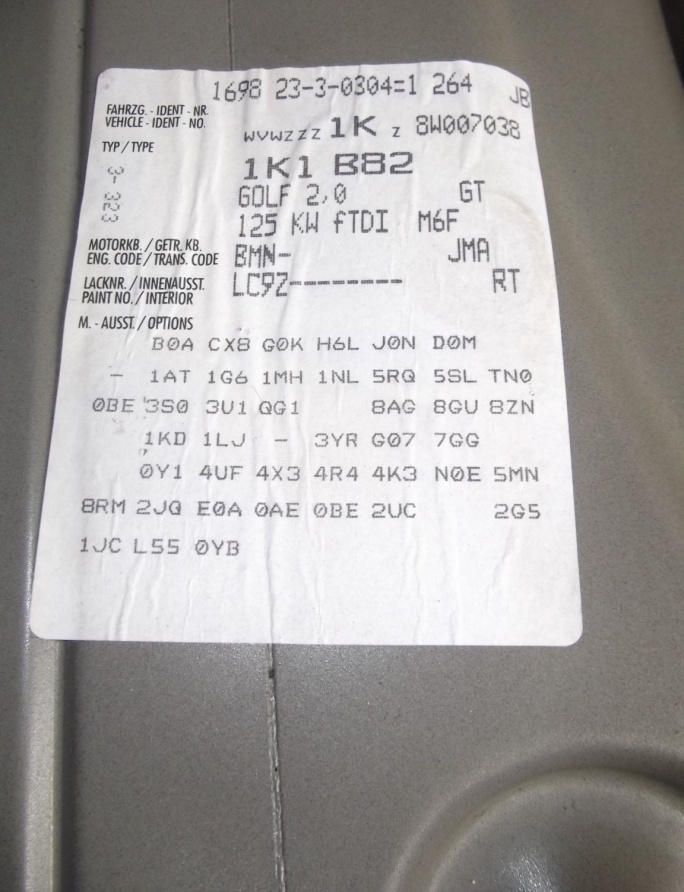 1698 23-3-0304=1 264 JB
FAHRZG. - IDENT - NR.
VEHICLE - IDENT - NO.
WVWZZZ 1K Z 8W007038
TYP / TYPE
1K1 B82
3- 323
GOLF 2,0 GT
125 KW fTDI M6F
MOTORKB. / GETR. KB.
ENG. CODE / TRANS. CODE
BMN- JMA
LACKNR. / INNENAUSST.
PAINT NO. / INTERIOR
LC9Z------- RT
M. - AUSST. / OPTIONS
B0A CX8 G0K H6L J0N D0M
- 1AT 1G6 1MH 1NL 5RQ 5SL TN0
0BE 3S0 3U1 QG1 8AG 8GU 8ZN
1KD 1LJ - 3YR G07 7GG
0Y1 4UF 4X3 4R4 4K3 N0E 5MN
8RM 2JQ E0A 0AE 0BE 2UC 2G5
1JC L55 0YB